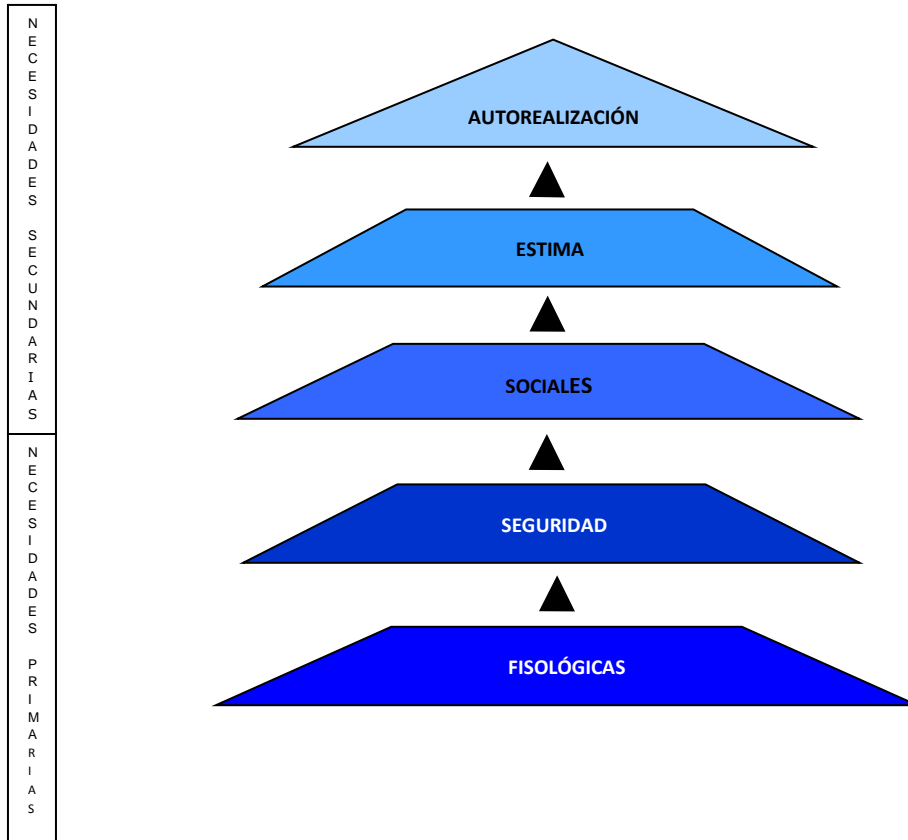 NECESIDADES SECUNDARIAS
NECESIDADES PRIMARIAS
AUTOREALIZACIÓN
ESTIMA
SOCIALES
SEGURIDAD
FISOLÓGICAS